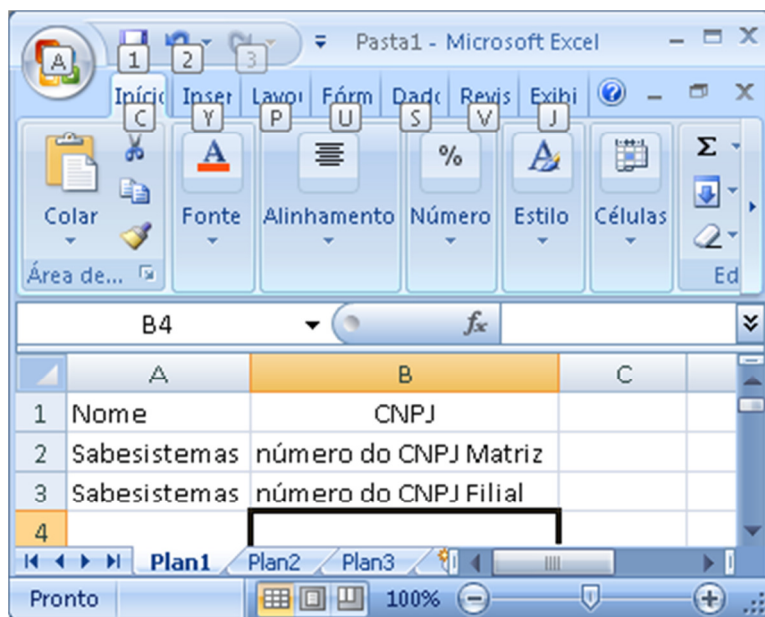 Pasta1 - Microsoft Excel
A 1 2 3
Início Inser Layou Fórm Dado Revis Exibi
C Y P U S V J
A % A Σ
Colar Fonte Alinhamento Número Estilo Células
Área de... Ed
B4 fx
A B C
1 Nome CNPJ
2 Sabesistemas número do CNPJ Matriz
3 Sabesistemas número do CNPJ Filial
4
Plan1 Plan2 Plan3
Pronto 100%